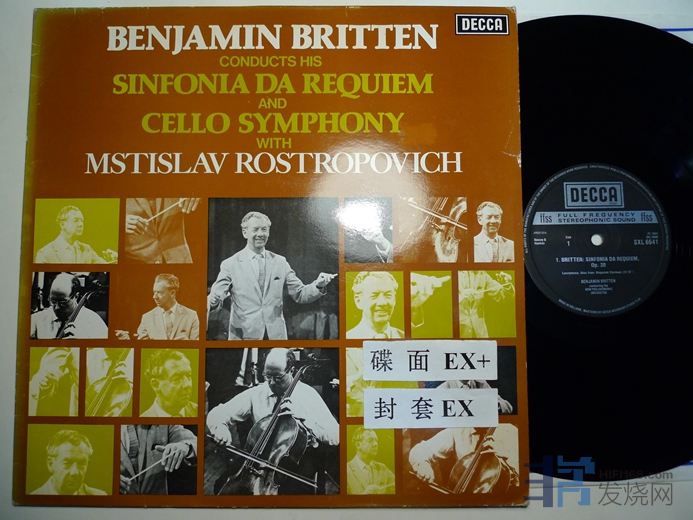 BENJAMIN BRITTEN
CONDUCTS HIS
SINFONIA DA REQUIEM
AND
CELLO SYMPHONY
WITH
MSTISLAV ROSTROPOVICH
DECCA
碟 面 EX+
封 套 EX
DECCA
ffss
FULL FREQUENCY
STEREOPHONIC SOUND
ffss
SXL 6641
1
1. BRITTEN: SINFONIA DA REQUIEM,
Op. 20
BENJAMIN BRITTEN
HIFI168.com
发烧网